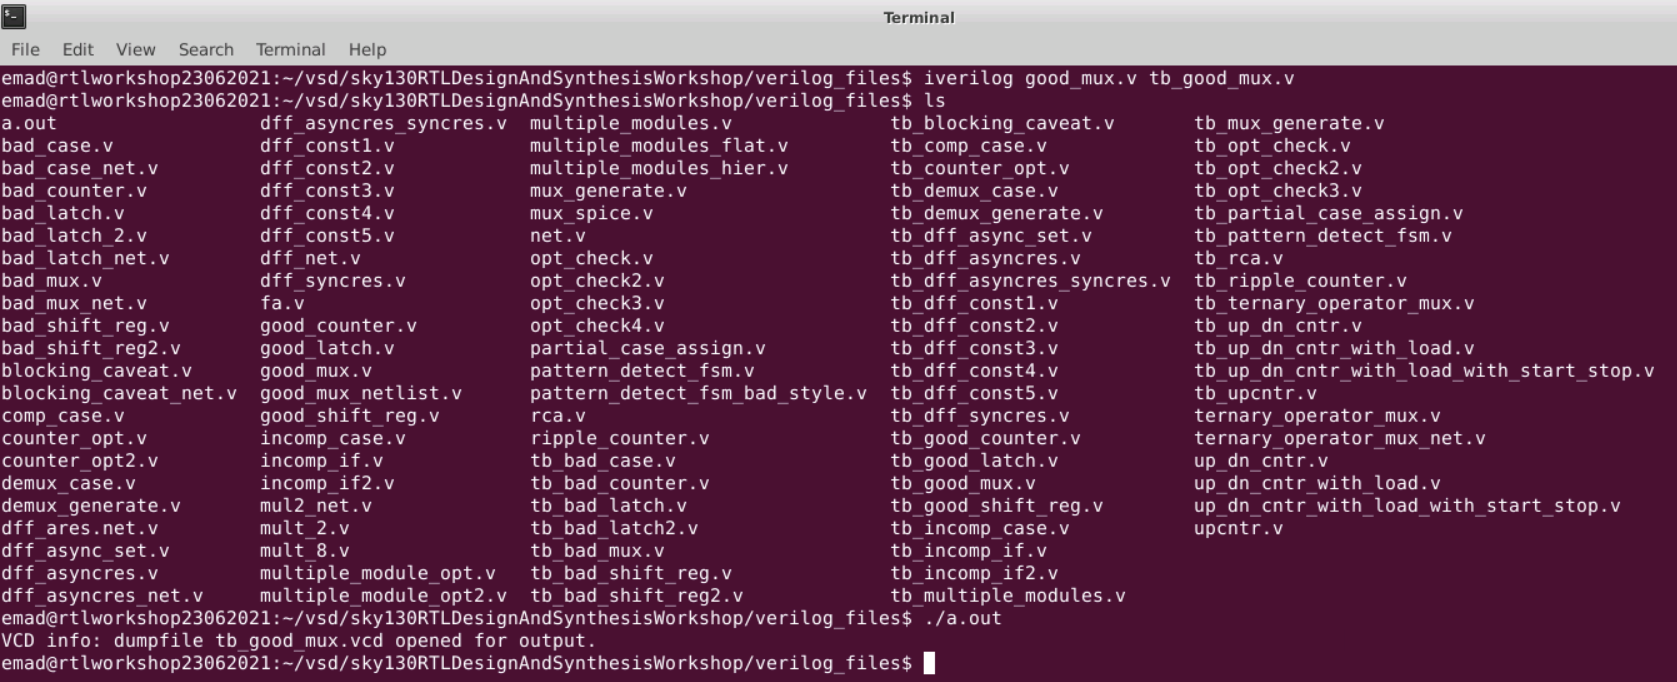 Terminal
File Edit View Search Terminal Help
emad@rtlworkshop23062021:~/vsd/sky130RTLDesignAndSynthesisWorkshop/verilog_files$ iverilog good_mux.v tb_good_mux.v
emad@rtlworkshop23062021:~/vsd/sky130RTLDesignAndSynthesisWorkshop/verilog_files$ ls
a.out dff_asyncres_syncres.v multiple_modules.v tb_blocking_caveat.v tb_mux_generate.v
bad_case.v dff_const1.v multiple_modules_flat.v tb_comp_case.v tb_opt_check.v
bad_case_net.v dff_const2.v multiple_modules_hier.v tb_counter_opt.v tb_opt_check2.v
bad_counter.v dff_const3.v mux_generate.v tb_demux_case.v tb_opt_check3.v
bad_latch.v dff_const4.v mux_spice.v tb_demux_generate.v tb_partial_case_assign.v
bad_latch_2.v dff_const5.v net.v tb_dff_async_set.v tb_pattern_detect_fsm.v
bad_latch_net.v dff_net.v opt_check.v tb_dff_asyncres.v tb_rca.v
bad_mux.v dff_syncres.v opt_check2.v tb_dff_asyncres_syncres.v tb_ripple_counter.v
bad_mux_net.v fa.v opt_check3.v tb_dff_const1.v tb_ternary_operator_mux.v
bad_shift_reg.v good_counter.v opt_check4.v tb_dff_const2.v tb_up_dn_cntr.v
bad_shift_reg2.v good_latch.v partial_case_assign.v tb_dff_const3.v tb_up_dn_cntr_with_load.v
blocking_caveat.v good_mux.v pattern_detect_fsm.v tb_dff_const4.v tb_up_dn_cntr_with_load_with_start_stop.v
blocking_caveat_net.v good_mux_netlist.v pattern_detect_fsm_bad_style.v tb_dff_const5.v tb_upcntr.v
comp_case.v good_shift_reg.v rca.v tb_dff_syncres.v ternary_operator_mux.v
counter_opt.v incomp_case.v ripple_counter.v tb_good_counter.v ternary_operator_mux_net.v
counter_opt2.v incomp_if.v tb_bad_case.v tb_good_latch.v up_dn_cntr.v
demux_case.v incomp_if2.v tb_bad_counter.v tb_good_mux.v up_dn_cntr_with_load.v
demux_generate.v mul2_net.v tb_bad_latch.v tb_good_shift_reg.v up_dn_cntr_with_load_with_start_stop.v
dff_ares.net.v mult_2.v tb_bad_latch2.v tb_incomp_case.v upcntr.v
dff_async_set.v mult_8.v tb_bad_mux.v tb_incomp_if.v
dff_asyncres.v multiple_module_opt.v tb_bad_shift_reg.v tb_incomp_if2.v
dff_asyncres_net.v multiple_module_opt2.v tb_bad_shift_reg2.v tb_multiple_modules.v
emad@rtlworkshop23062021:~/vsd/sky130RTLDesignAndSynthesisWorkshop/verilog_files$ ./a.out
VCD info: dumpfile tb_good_mux.vcd opened for output.
emad@rtlworkshop23062021:~/vsd/sky130RTLDesignAndSynthesisWorkshop/verilog_files$